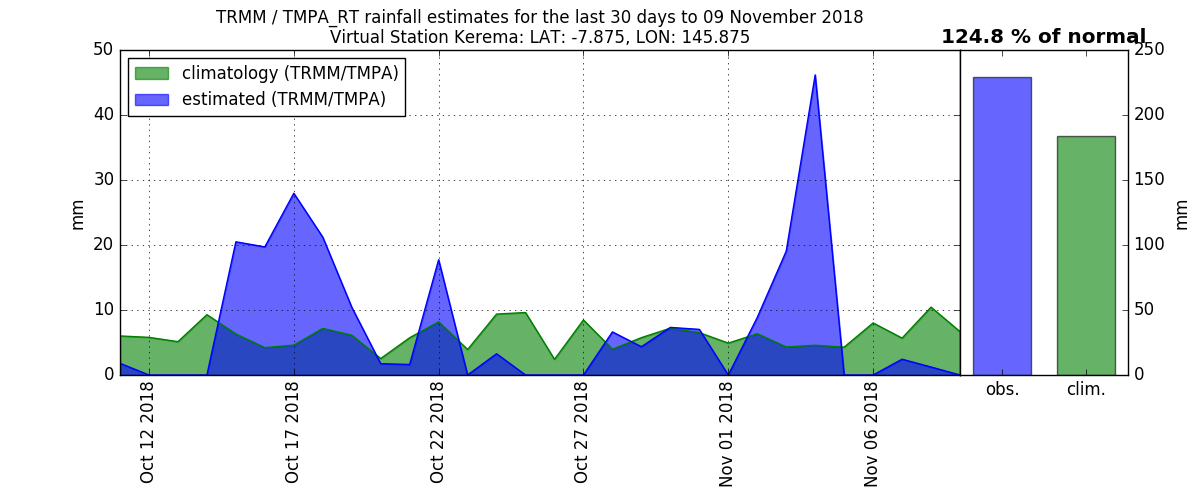 TRMM / TMPA_RT rainfall estimates for the last 30 days to 09 November 2018
Virtual Station Kerema: LAT: -7.875, LON: 145.875
124.8 % of normal
climatology (TRMM/TMPA)
estimated (TRMM/TMPA)
50
40
30
20
10
0
mm
Oct 12 2018
Oct 17 2018
Oct 22 2018
Oct 27 2018
Nov 01 2018
Nov 06 2018
obs.
clim.
250
200
150
100
50
0
mm